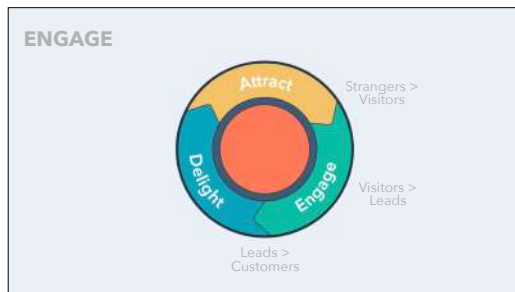 ENGAGE
Attract
Strangers >
Visitors
Delight
Engage
Visitors >
Leads
Leads >
Customers